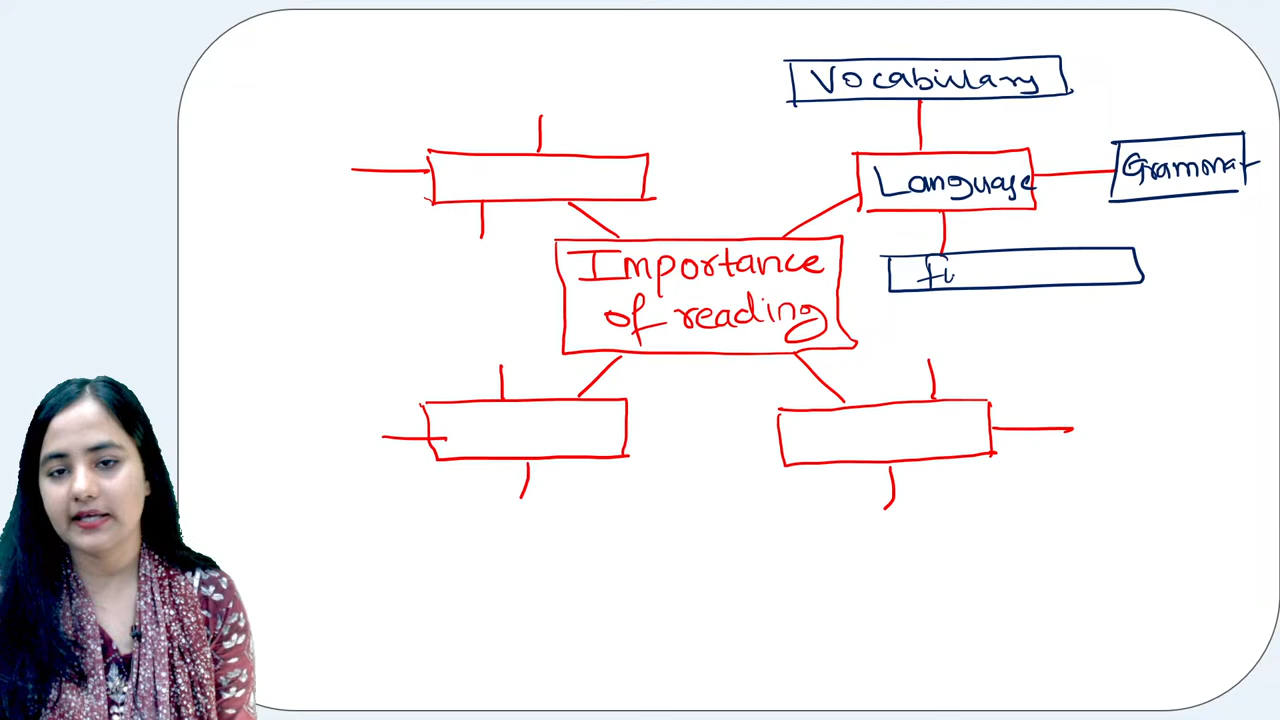 Vocabulary
Grammar
Language
Importance
of reading